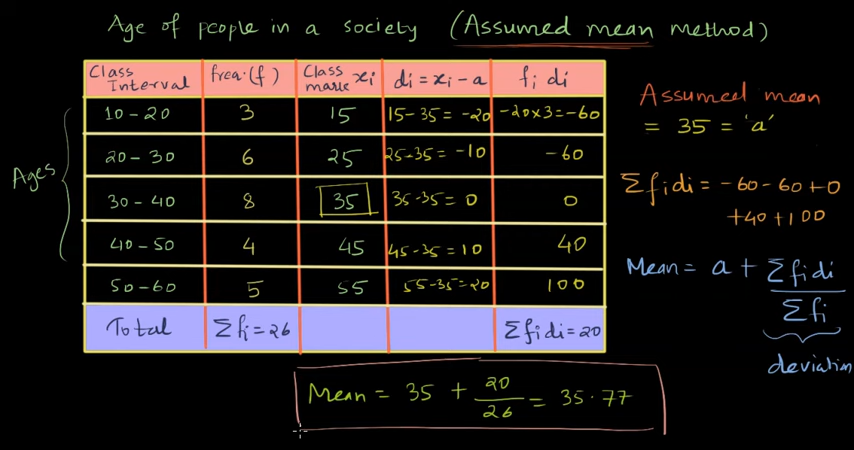 Age of people in a society (Assumed mean method)
Class Interval freq.(f) Class mark xi di = xi - a fi di
10-20 3 15 15-35 = -20 -20×3 = -60
20-30 6 25 25-35 = -10 -60
30-40 8 35 35-35 = 0 0
40-50 4 45 45-35 = 10 40
50-60 5 55 55-35 = 20 100
Total Σfi = 26 Σfidi = 20
Ages
Assumed mean
= 35 = 'a'
Σfidi = -60-60+0
+40+100
Mean = a + Σfidi / Σfi
deviation
Mean = 35 + 20/26 = 35.77